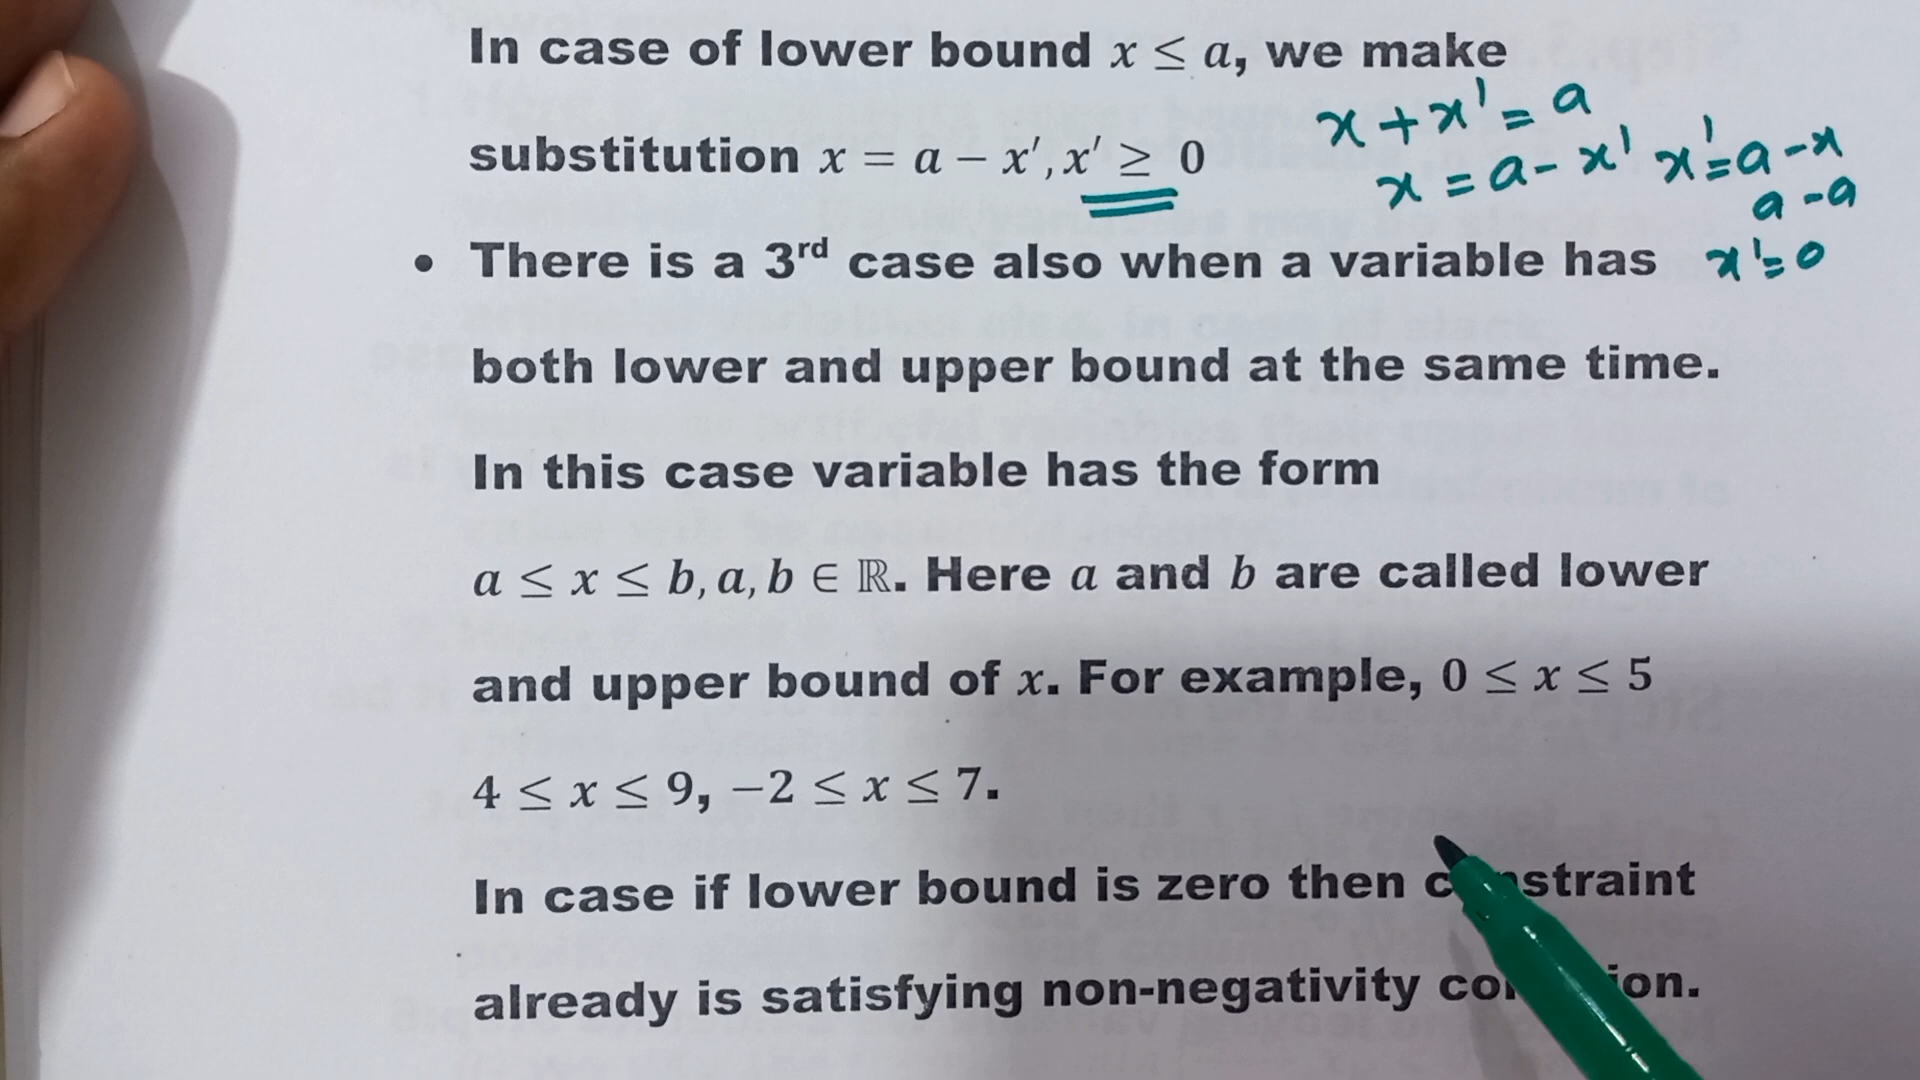 In case of lower bound x ≤ a, we make
substitution x = a − x′, x′ ≥ 0
x + x′ = a
x = a - x′
x′ = a - x
a - a
x′ = 0
• There is a 3rd case also when a variable has
both lower and upper bound at the same time.
In this case variable has the form
a ≤ x ≤ b, a, b ∈ ℝ. Here a and b are called lower
and upper bound of x. For example, 0 ≤ x ≤ 5
4 ≤ x ≤ 9, −2 ≤ x ≤ 7.
In case if lower bound is zero then straint
already is satisfying non-negativity ion.